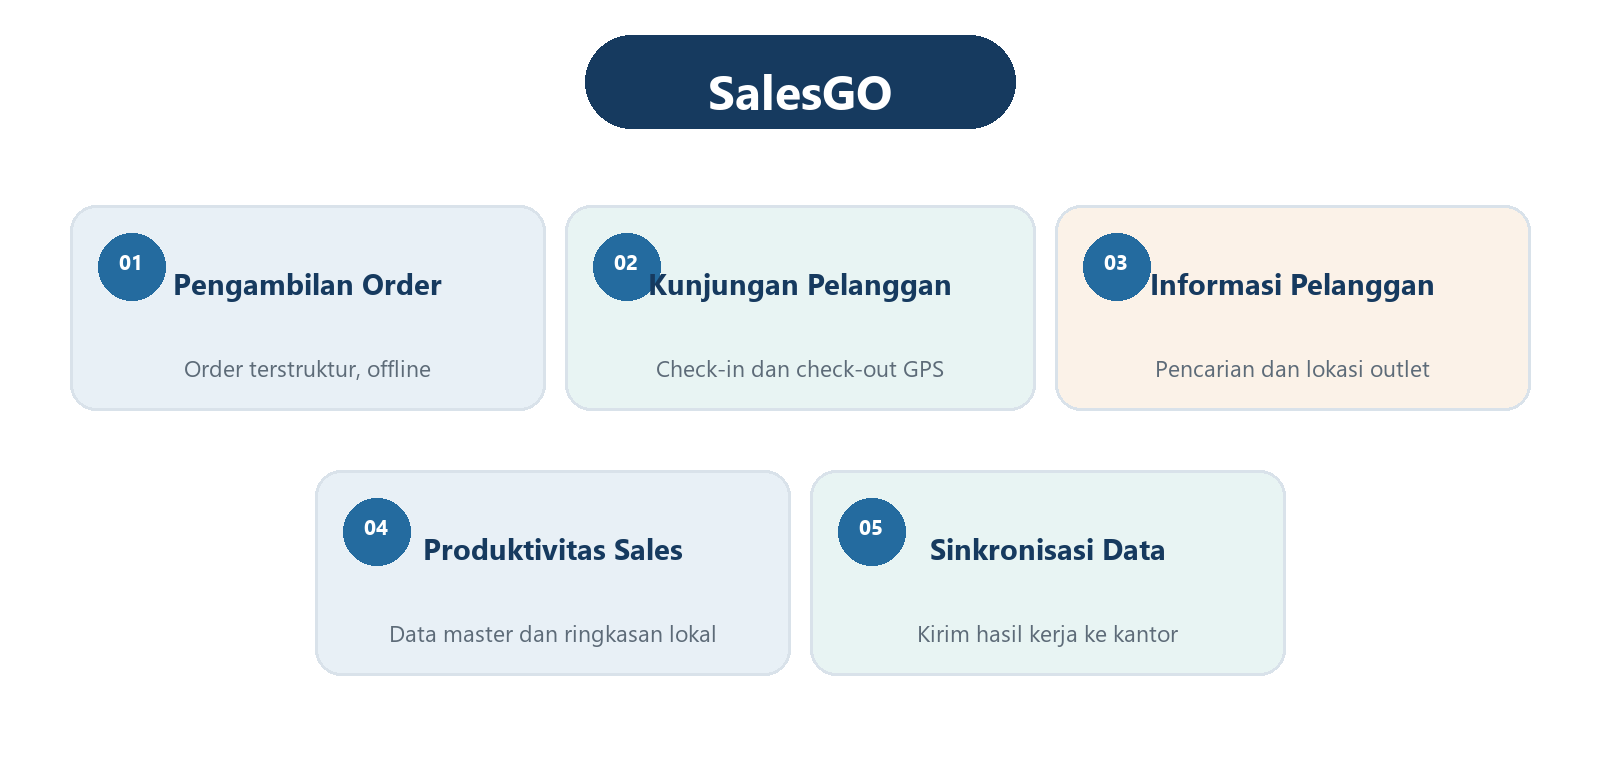 SalesGO
01
Pengambilan Order
Order terstruktur, offline
02
Kunjungan Pelanggan
Check-in dan check-out GPS
03
Informasi Pelanggan
Pencarian dan lokasi outlet
04
Produktivitas Sales
Data master dan ringkasan lokal
05
Sinkronisasi Data
Kirim hasil kerja ke kantor